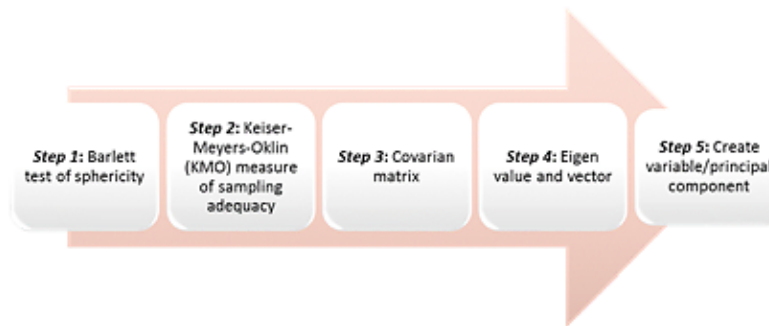 Step 1: Barlett
test of sphericity
Step 2: Keiser-
Meyers-Oklin
(KMO) measure
of sampling
adequacy
Step 3: Covarian
matrix
Step 4: Eigen
value and vector
Step 5: Create
variable/principal
component